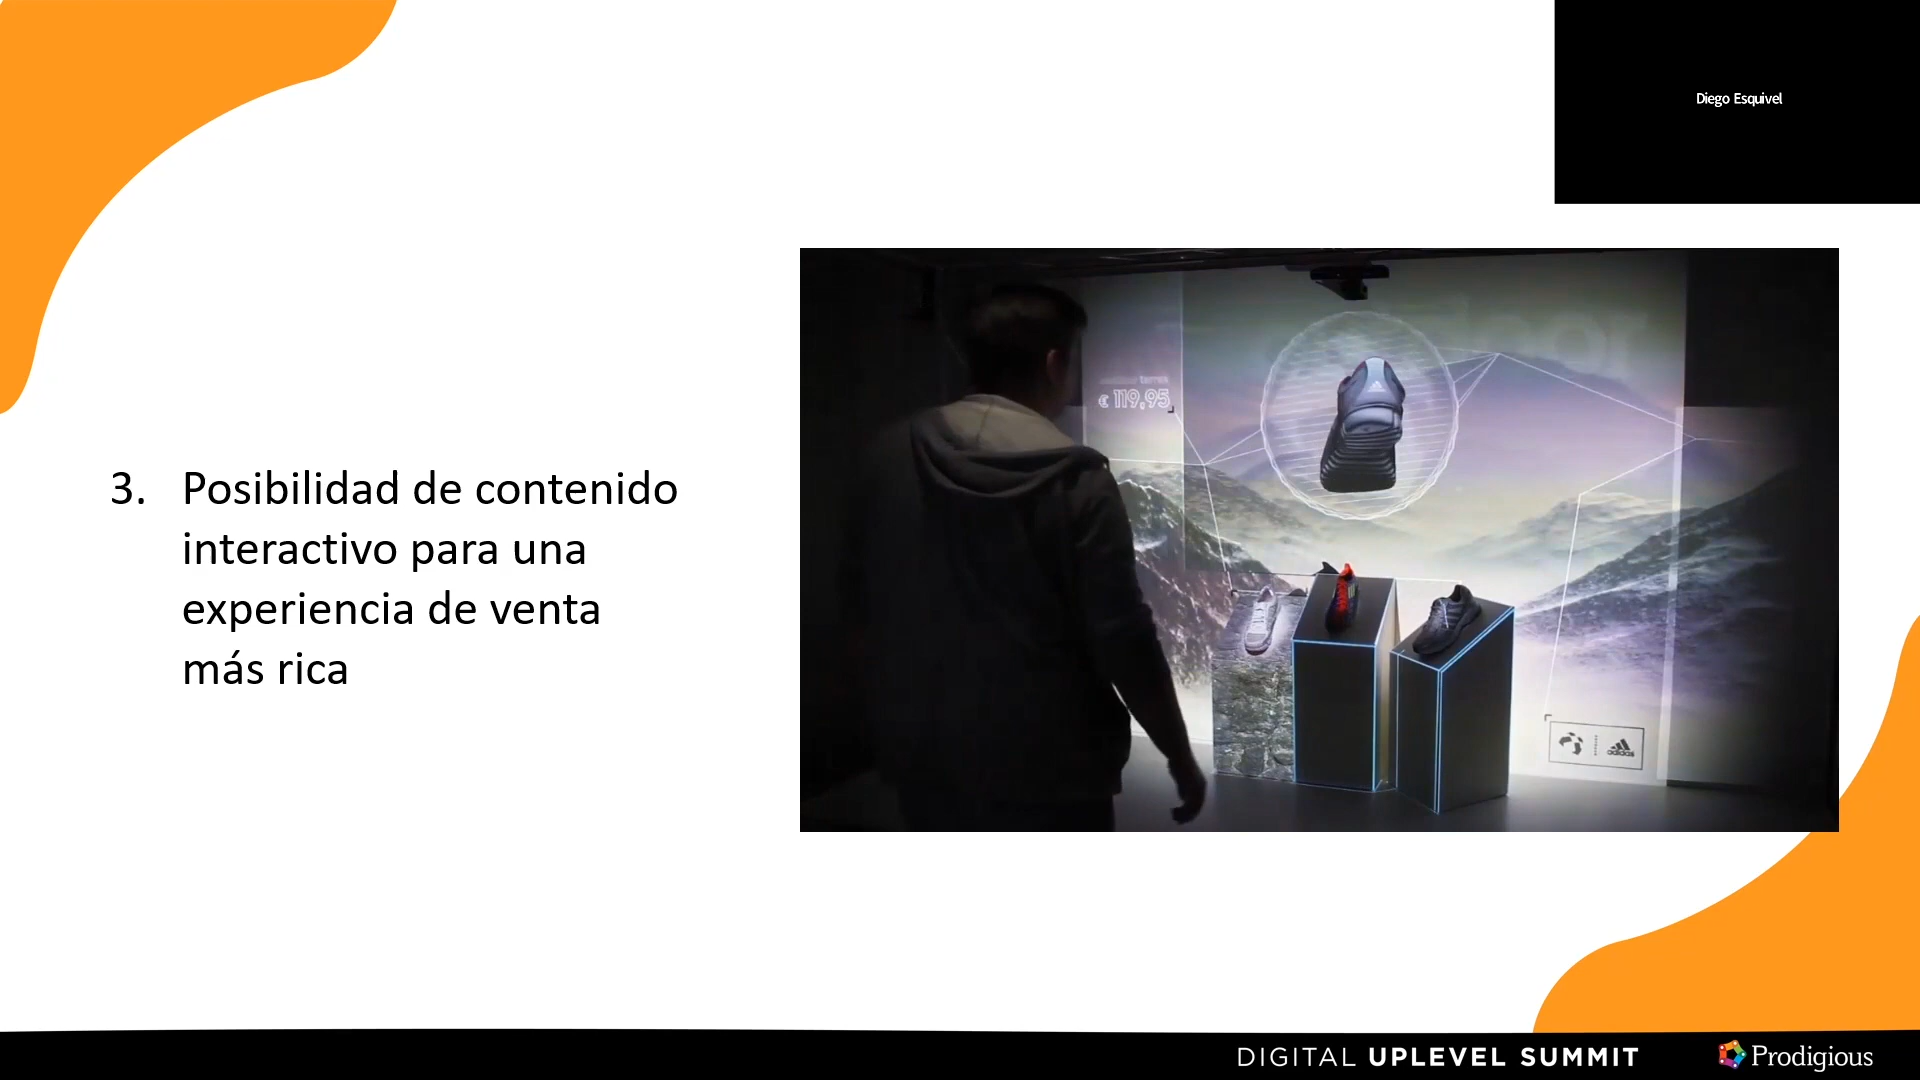 Diego Esquivel
3. Posibilidad de contenido
interactivo para una
experiencia de venta
más rica
€ 119,95
adidas
DIGITAL UPLEVEL SUMMIT
Prodigious